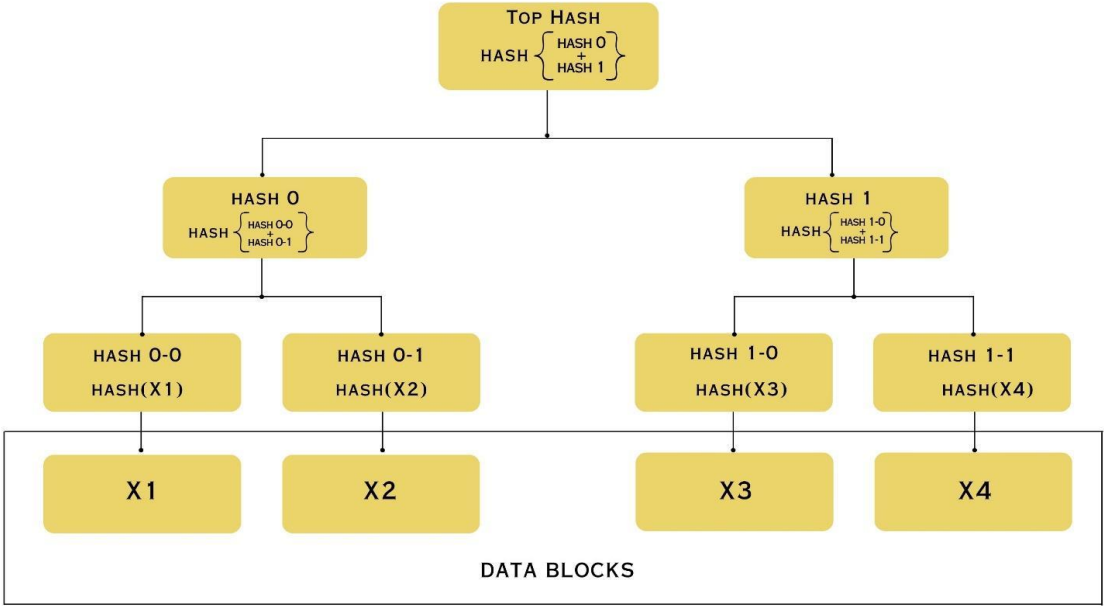 TOP HASH
HASH { HASH 0
+
HASH 1 }
HASH 0
HASH { HASH 0-0
+
HASH 0-1 }
HASH 1
HASH { HASH 1-0
+
HASH 1-1 }
HASH 0-0
HASH(X1)
HASH 0-1
HASH(X2)
HASH 1-0
HASH(X3)
HASH 1-1
HASH(X4)
X1
X2
X3
X4
DATA BLOCKS